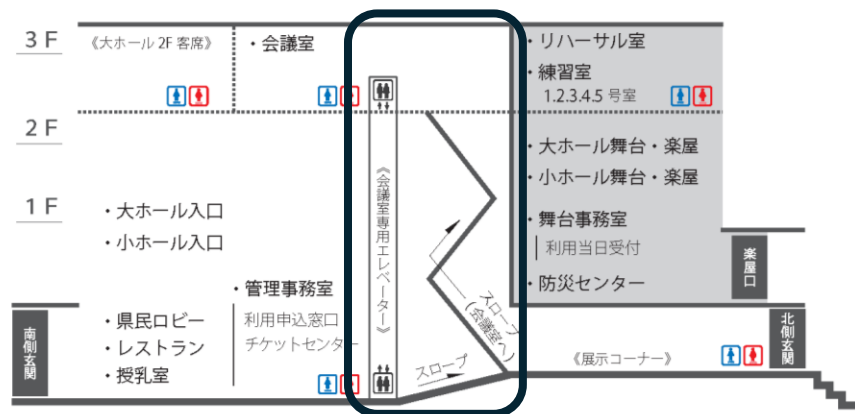 3 F
《大ホール 2F 客席》
・会議室
・リハーサル室
・練習室
1.2.3.4.5 号室
2 F
・大ホール舞台・楽屋
・小ホール舞台・楽屋
1 F
・大ホール入口
・小ホール入口
《会議室専用エレベーター》
・舞台事務室
利用当日受付
・防災センター
楽屋口
・管理事務室
利用申込窓口
チケットセンター
・県民ロビー
・レストラン
・授乳室
南側玄関
スロープ
スロープ
(会議室へ)
《展示コーナー》
北側玄関